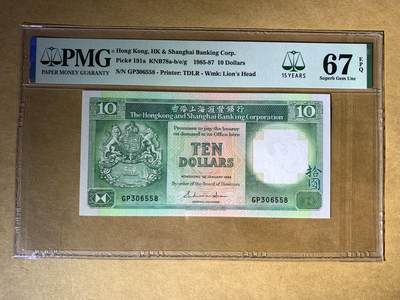 PMG
PAPER MONEY GUARANTY
Hong Kong, HK & Shanghai Banking Corp.
Pick# 191a KNB78a-b/e/g 1985-87 10 Dollars
S/N GP306558 - Printer: TDLR - Wmk: Lion's Head
15 YEARS
67 EPQ
Superb Gem Unc
10 香港上海滙豐銀行 10
The Hongkong and Shanghai Banking Corporation
Promises to pay the bearer
on demand at its Office here
TEN
DOLLARS
By order of the Board of Directors
拾圓
GP306558 GP306558
10